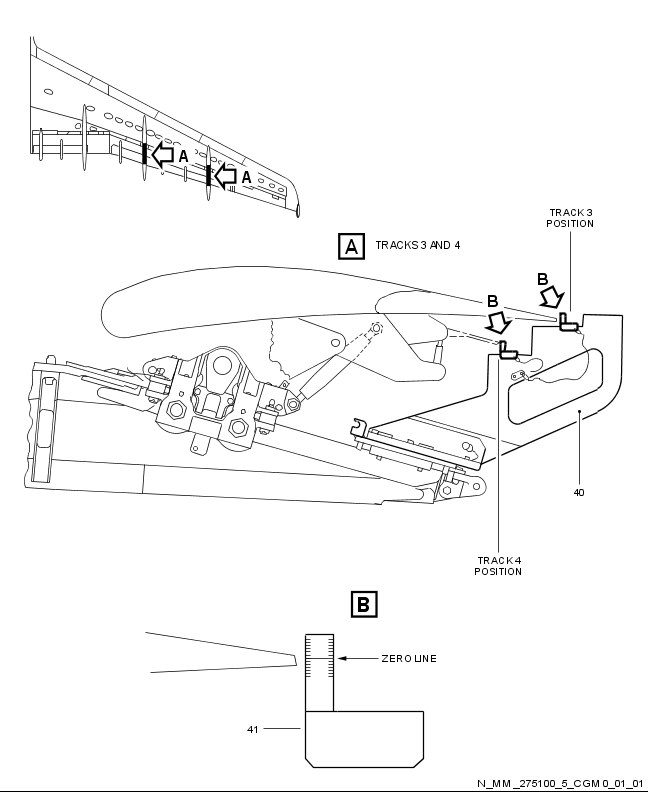 A
A
TRACK 3
POSITION
A TRACKS 3 AND 4
B
B
40
TRACK 4
POSITION
B
ZERO LINE
41
N_MM_275100_5_CGM0_01_01